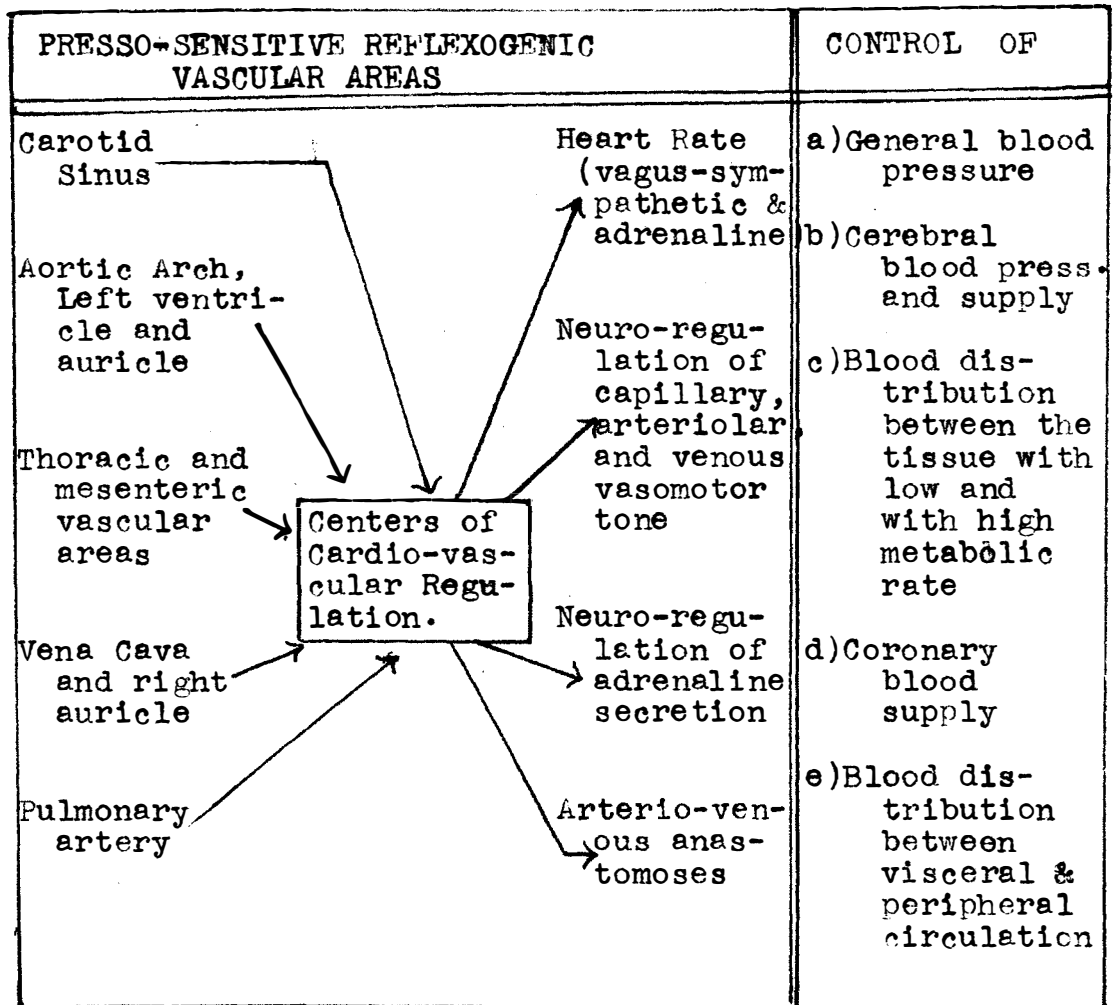 PRESSO-SENSITIVE REFLEXOGENIC
VASCULAR AREAS
CONTROL OF
Carotid
Sinus
Aortic Arch,
Left ventri-
cle and
auricle
Thoracic and
mesenteric
vascular
areas
Vena Cava
and right
auricle
Pulmonary
artery
Centers of
Cardio-vas-
cular Regu-
lation.
Heart Rate
(vagus-sym-
pathetic &
adrenaline
Neuro-regu-
lation of
capillary,
arteriolar
and venous
vasomotor
tone
Neuro-regu-
lation of
adrenaline
secretion
Arterio-ven-
ous anas-
tomoses
a)General blood
pressure
b)Cerebral
blood press.
and supply
c)Blood dis-
tribution
between the
tissue with
low and
with high
metabolic
rate
d)Coronary
blood
supply
e)Blood dis-
tribution
between
visceral &
peripheral
circulation